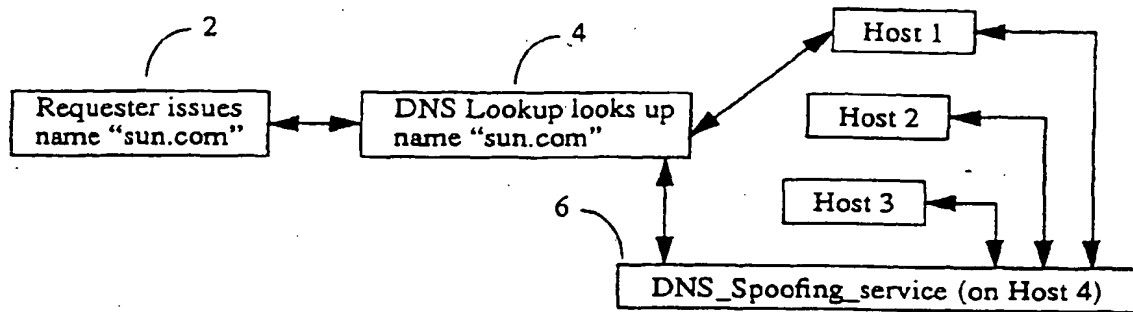 2
4
Host 1
Requester issues
name "sun.com"
DNS Lookup looks up
name "sun.com"
Host 2
Host 3
6
DNS_Spoofing_service (on Host 4)